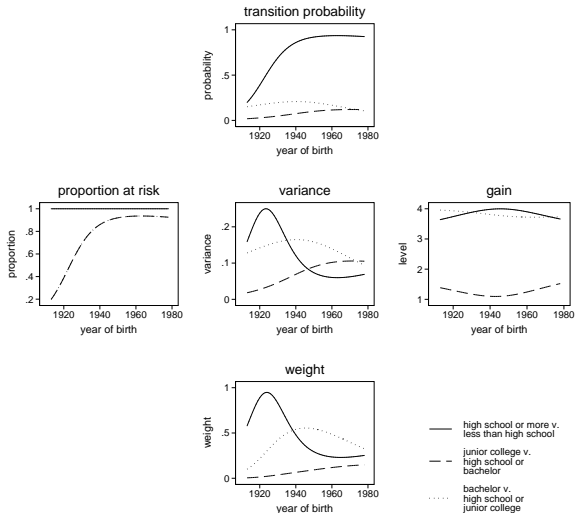 transition probability
1
.5
0
probability
1920 1940 1960 1980
year of birth
proportion at risk
1
.8
.6
.4
.2
proportion
1920 1940 1960 1980
year of birth
variance
.2
.1
0
variance
1920 1940 1960 1980
year of birth
gain
4
3
2
1
level
1920 1940 1960 1980
year of birth
weight
1
.5
0
weight
1920 1940 1960 1980
year of birth
high school or more v.
less than high school
junior college v.
high school or
bachelor
bachelor v.
high school or
junior college